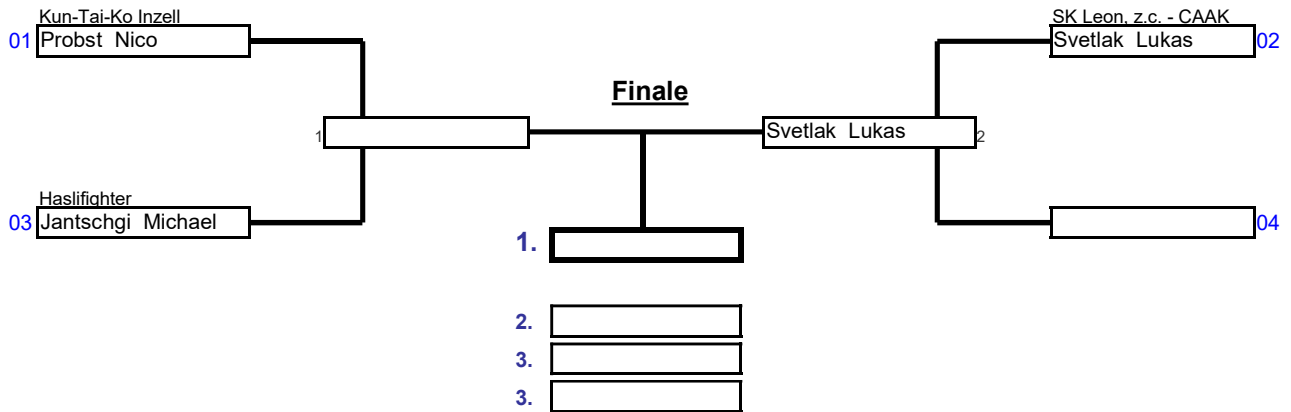 Kun-Tai-Ko Inzell
SK Leon, z.c. - CAAK
01 Probst Nico
Svetlak Lukas 02
Finale
1
Svetlak Lukas 2
Haslifighter
03 Jantschgi Michael
04
1.
2.
3.
3.